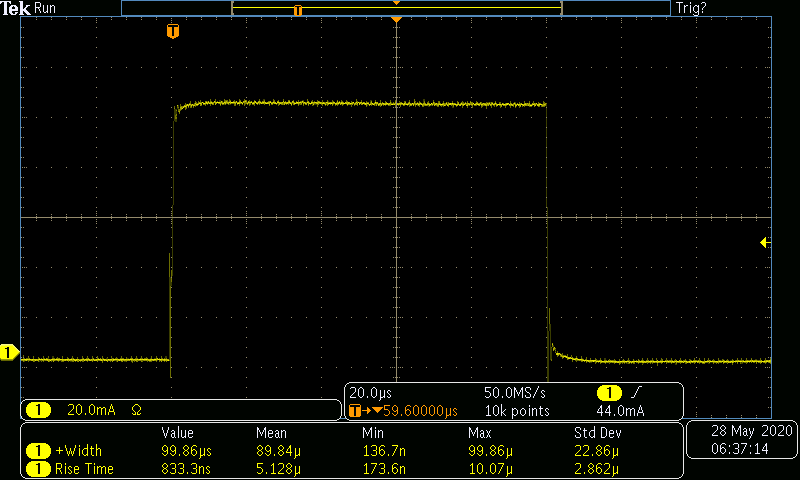 Tek Run Trig?
T
T
1
1 20.0mA Ω
20.0µs 50.0MS/s 1
T→▼59.60000µs 10k points 44.0mA
Value Mean Min Max Std Dev
1 +Width 99.86µs 89.84µ 136.7n 99.86µ 22.86µ
1 Rise Time 833.3ns 5.128µ 173.6n 10.07µ 2.862µ
28 May 2020
06:37:14